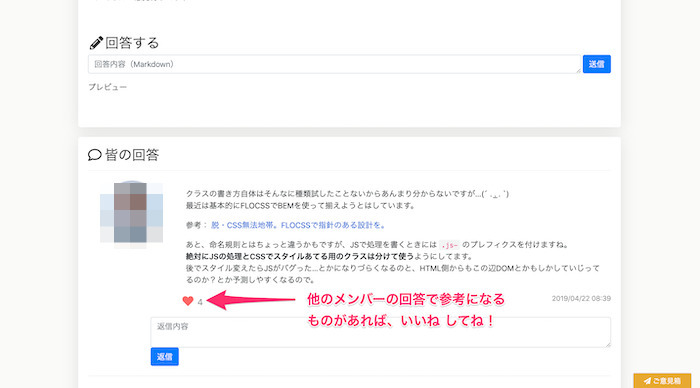 回答する
回答内容（Markdown）
送信
プレビュー
皆の回答
クラスの書き方自体はそんなに種類試したことないからあんまり分からないですが...(´ ._. `)
最近は基本的にFLOCSSでBEMを使って揃えようとはしています。
参考： 脱・CSS無法地帯。FLOCSSで指針のある設計を。
あと、命名規則とはちょっと違うかもですが、JSで処理を書くときには .js- のプレフィクスを付けますね。
絶対にJSの処理とCSSでスタイルあてる用のクラスは分けて使うようにしてます。
後でスタイル変えたらJSがバグった…とかになりづらくなるのと、HTML側からもこの辺DOMとかもしかしていじって
るのか？とか予測しやすくなるので。
4
他のメンバーの回答で参考になる
ものがあれば、いいね してね！
2019/04/22 08:39
返信内容
返信
ご意見箱